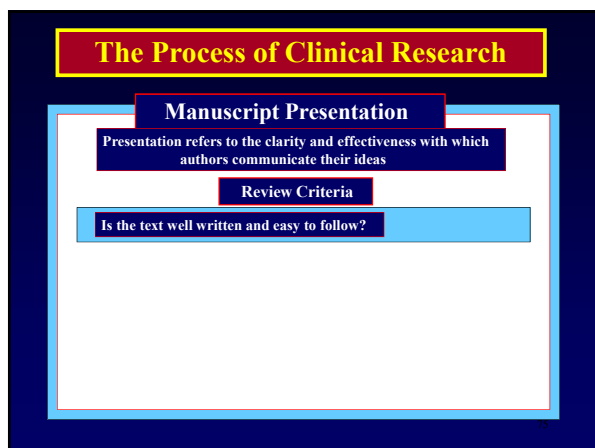 The Process of Clinical Research
Manuscript Presentation
Presentation refers to the clarity and effectiveness with which
authors communicate their ideas
Review Criteria
Is the text well written and easy to follow?